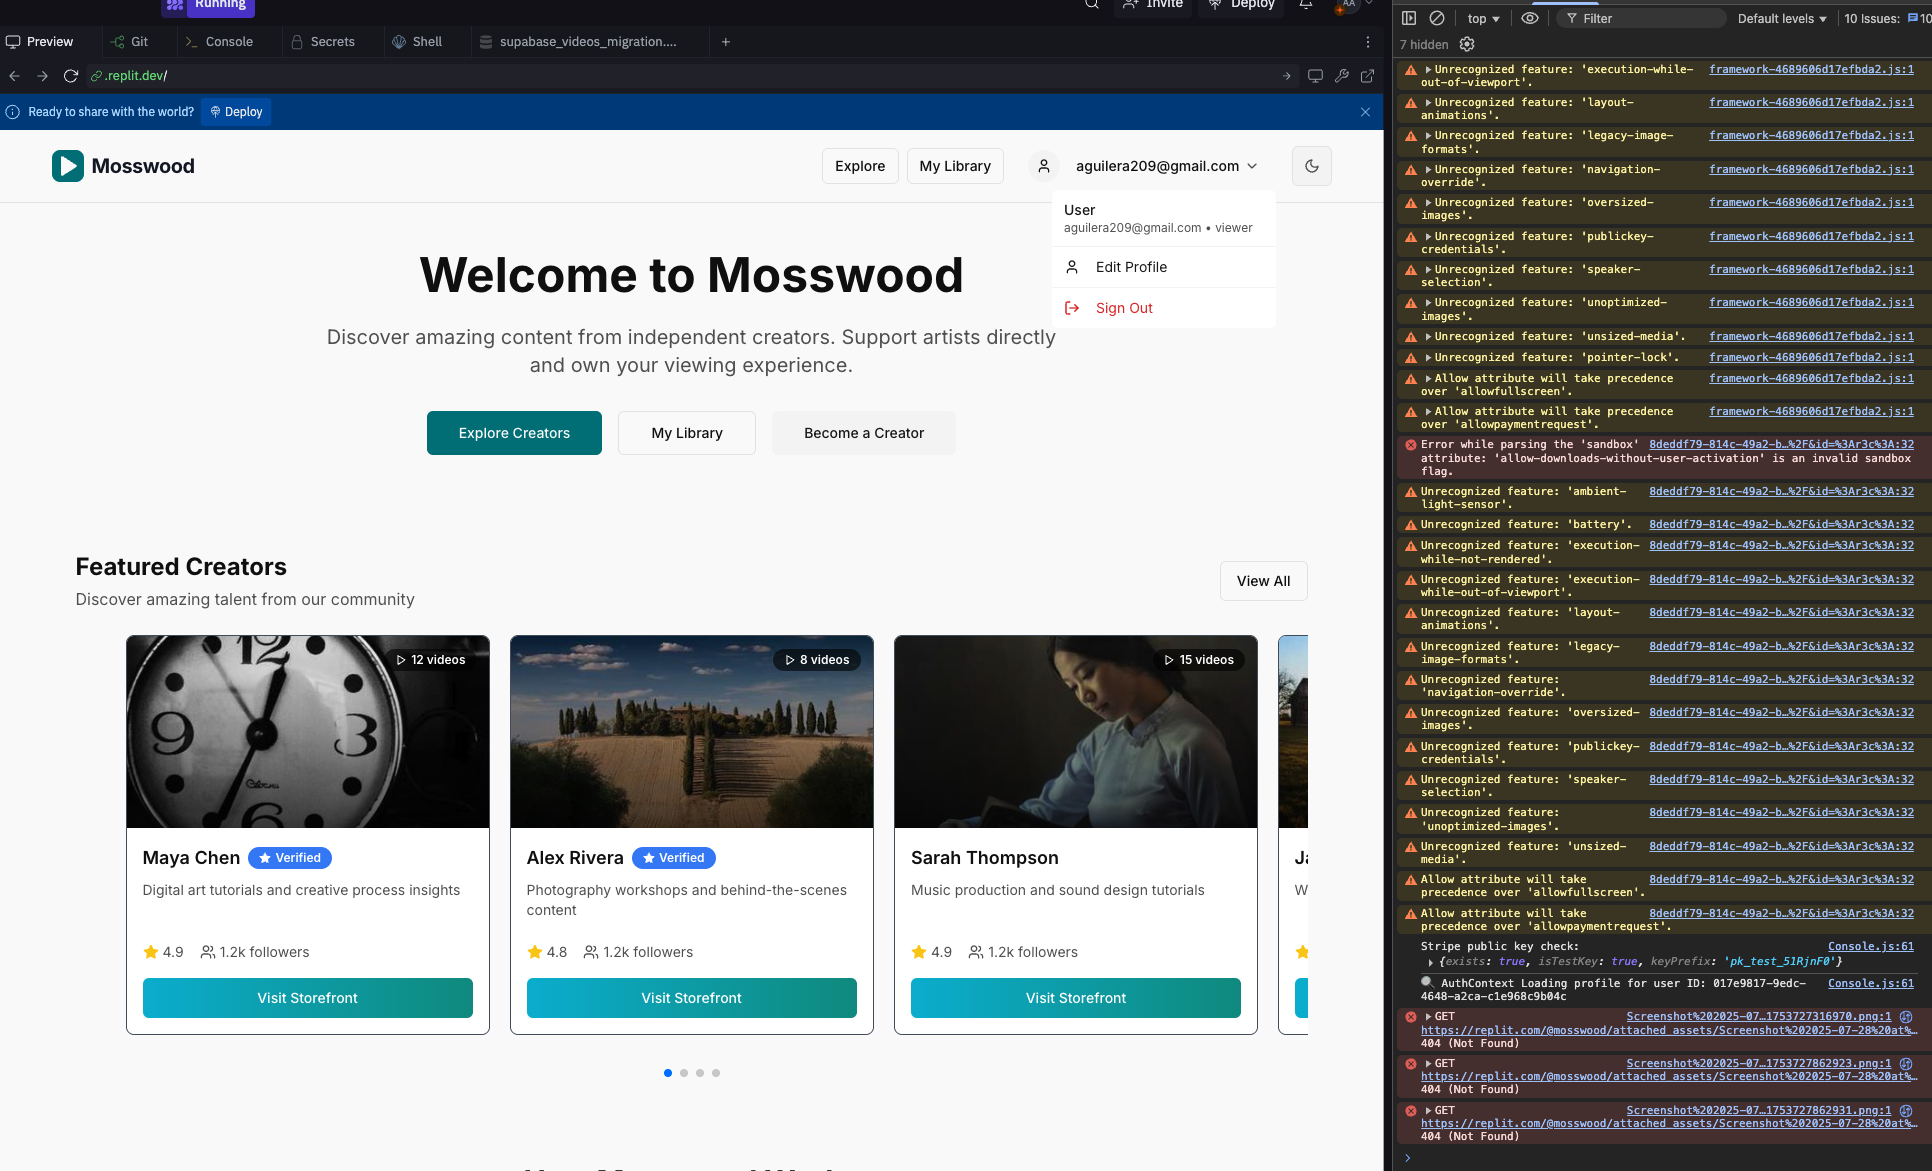 Running
Invite
Deploy
AA
Preview
Git
Console
Secrets
Shell
supabase_videos_migration....
.replit.dev/
Ready to share with the world?
Deploy
Mosswood
Explore
My Library
aguilera209@gmail.com
User
aguilera209@gmail.com • viewer
Edit Profile
Sign Out
Welcome to Mosswood
Discover amazing content from independent creators. Support artists directly
and own your viewing experience.
Explore Creators
My Library
Become a Creator
Featured Creators
Discover amazing talent from our community
View All
12 videos
Maya Chen
Verified
Digital art tutorials and creative process insights
4.9
1.2k followers
Visit Storefront
8 videos
Alex Rivera
Verified
Photography workshops and behind-the-scenes
content
4.8
1.2k followers
Visit Storefront
15 videos
Sarah Thompson
Music production and sound design tutorials
4.9
1.2k followers
Visit Storefront
top
Filter
Default levels
10 Issues:
10
7 hidden
Unrecognized feature: 'execution-while- framework-4689606d17efbda2.js:1
out-of-viewport'.
Unrecognized feature: 'layout- framework-4689606d17efbda2.js:1
animations'.
Unrecognized feature: 'legacy-image- framework-4689606d17efbda2.js:1
formats'.
Unrecognized feature: 'navigation- framework-4689606d17efbda2.js:1
override'.
Unrecognized feature: 'oversized- framework-4689606d17efbda2.js:1
images'.
Unrecognized feature: 'publickey- framework-4689606d17efbda2.js:1
credentials'.
Unrecognized feature: 'speaker- framework-4689606d17efbda2.js:1
selection'.
Unrecognized feature: 'unoptimized- framework-4689606d17efbda2.js:1
images'.
Unrecognized feature: 'unsized-media'. framework-4689606d17efbda2.js:1
Unrecognized feature: 'pointer-lock'. framework-4689606d17efbda2.js:1
Allow attribute will take precedence framework-4689606d17efbda2.js:1
over 'allowfullscreen'.
Allow attribute will take precedence framework-4689606d17efbda2.js:1
over 'allowpaymentrequest'.
Error while parsing the 'sandbox' 8deddf79-814c-49a2-b…%2F&id=%3Ar3c%3A:32
attribute: 'allow-downloads-without-user-activation' is an invalid sandbox
flag.
Unrecognized feature: 'ambient- 8deddf79-814c-49a2-b…%2F&id=%3Ar3c%3A:32
light-sensor'.
Unrecognized feature: 'battery'. 8deddf79-814c-49a2-b…%2F&id=%3Ar3c%3A:32
Unrecognized feature: 'execution- 8deddf79-814c-49a2-b…%2F&id=%3Ar3c%3A:32
while-not-rendered'.
Unrecognized feature: 'execution- 8deddf79-814c-49a2-b…%2F&id=%3Ar3c%3A:32
while-out-of-viewport'.
Unrecognized feature: 'layout- 8deddf79-814c-49a2-b…%2F&id=%3Ar3c%3A:32
animations'.
Unrecognized feature: 'legacy- 8deddf79-814c-49a2-b…%2F&id=%3Ar3c%3A:32
image-formats'.
Unrecognized feature: 8deddf79-814c-49a2-b…%2F&id=%3Ar3c%3A:32
'navigation-override'.
Unrecognized feature: 'oversized- 8deddf79-814c-49a2-b…%2F&id=%3Ar3c%3A:32
images'.
Unrecognized feature: 'publickey- 8deddf79-814c-49a2-b…%2F&id=%3Ar3c%3A:32
credentials'.
Unrecognized feature: 'speaker- 8deddf79-814c-49a2-b…%2F&id=%3Ar3c%3A:32
selection'.
Unrecognized feature: 8deddf79-814c-49a2-b…%2F&id=%3Ar3c%3A:32
'unoptimized-images'.
Unrecognized feature: 'unsized- 8deddf79-814c-49a2-b…%2F&id=%3Ar3c%3A:32
media'.
Allow attribute will take 8deddf79-814c-49a2-b…%2F&id=%3Ar3c%3A:32
precedence over 'allowfullscreen'.
Allow attribute will take 8deddf79-814c-49a2-b…%2F&id=%3Ar3c%3A:32
precedence over 'allowpaymentrequest'.
Stripe public key check: Console.js:61
{exists: true, isTestKey: true, keyPrefix: 'pk_test_51RjnF0'}
AuthContext Loading profile for user ID: 017e9817-9edc- Console.js:61
4648-a2ca-c1e968c9b04c
GET Screenshot%202025-07…1753727316970.png:1
https://replit.com/@mosswood/attached_assets/Screenshot%202025-07-28%20at%…
404 (Not Found)
GET Screenshot%202025-07…1753727862923.png:1
https://replit.com/@mosswood/attached_assets/Screenshot%202025-07-28%20at%…
404 (Not Found)
GET Screenshot%202025-07…1753727862931.png:1
https://replit.com/@mosswood/attached_assets/Screenshot%202025-07-28%20at%…
404 (Not Found)